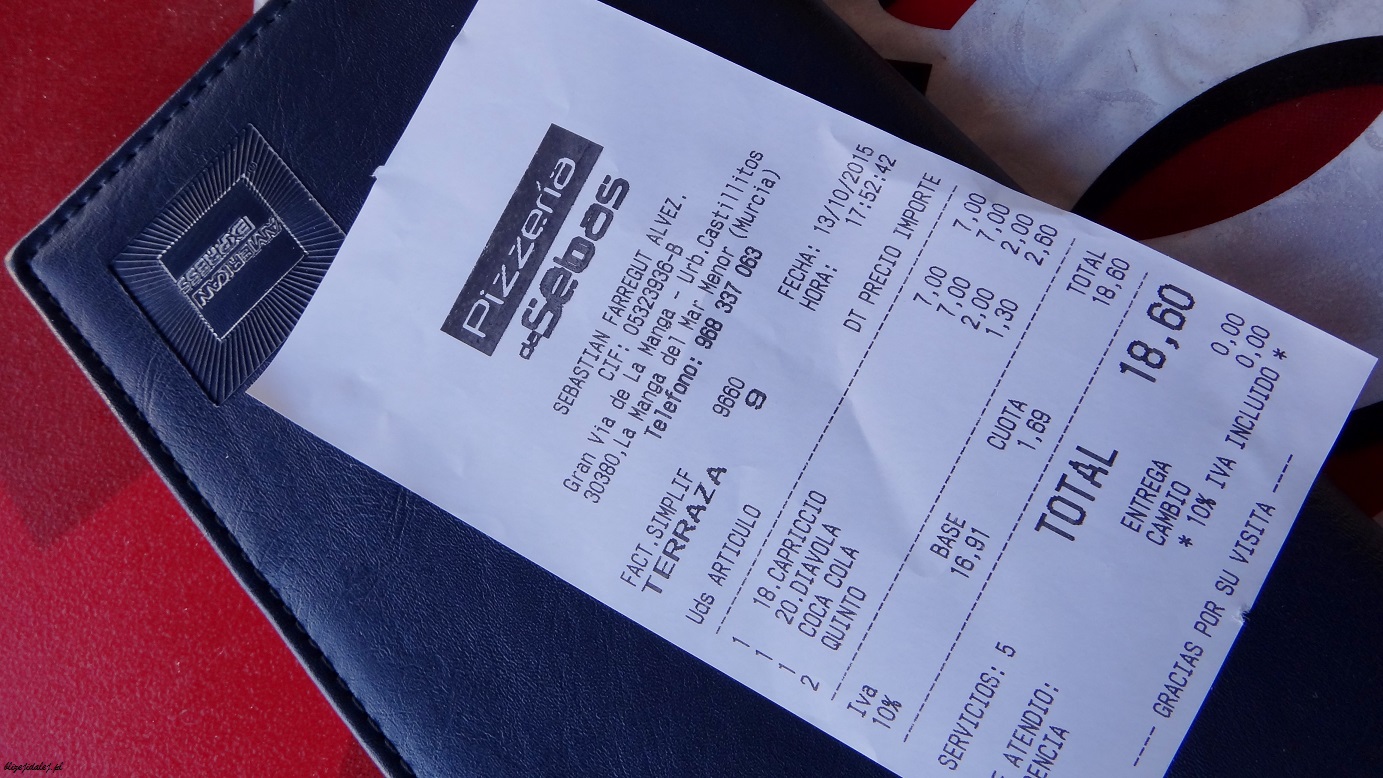 AMERICAN
EXPRESS
Pizzería
de Sebas
SEBASTIAN FARREGUT ALVEZ.
CIF: 05323936-B
Gran Via de La Manga - Urb.Castillitos
30380,La Manga del Mar Menor (Murcia)
Telefono: 968 337 063
FECHA: 13/10/2015
HORA: 17:52:42
FACT.SIMPLIF 9660
TERRAZA 9
Uds ARTICULO DT PRECIO IMPORTE
1 18.CAPRICCIO 7,00 7,00
1 20.DIAVOLA 7,00 7,00
1 COCA COLA 2,00 2,00
2 QUINTO 1,30 2,60
Iva BASE CUOTA TOTAL
10% 16,91 1,69 18,60
TOTAL 18,60
SERVICIOS: 5
ENTREGA 0,00
CAMBIO 0,00
* 10% IVA INCLUIDO *
ATENDIO:
ENCIA
---- GRACIAS POR SU VISITA ----
blizejidalej.pl